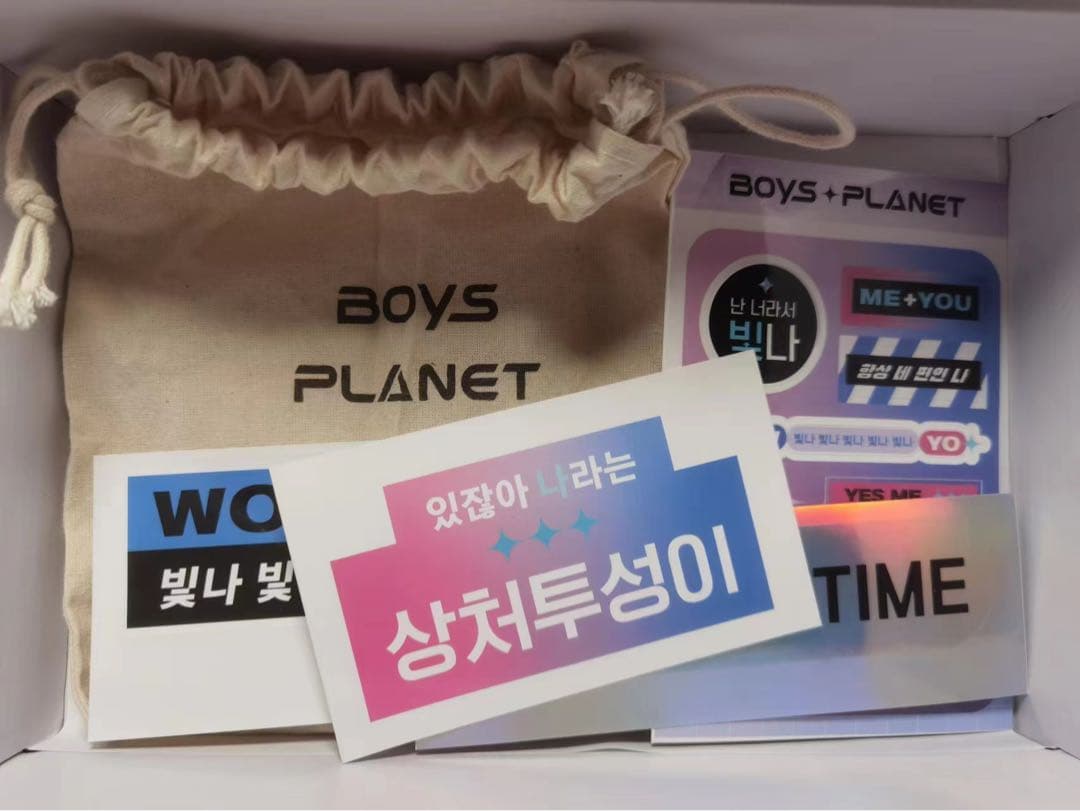 BOYS
PLANET
BOYS✦PLANET
난 너라서
빛나
ME+YOU
항상 네 편인 나
빛나 빛나 빛나 빛나 빛나
YO
YES ME
WO
빛나 빛
있잖아 나라는
상처투성이
TIME